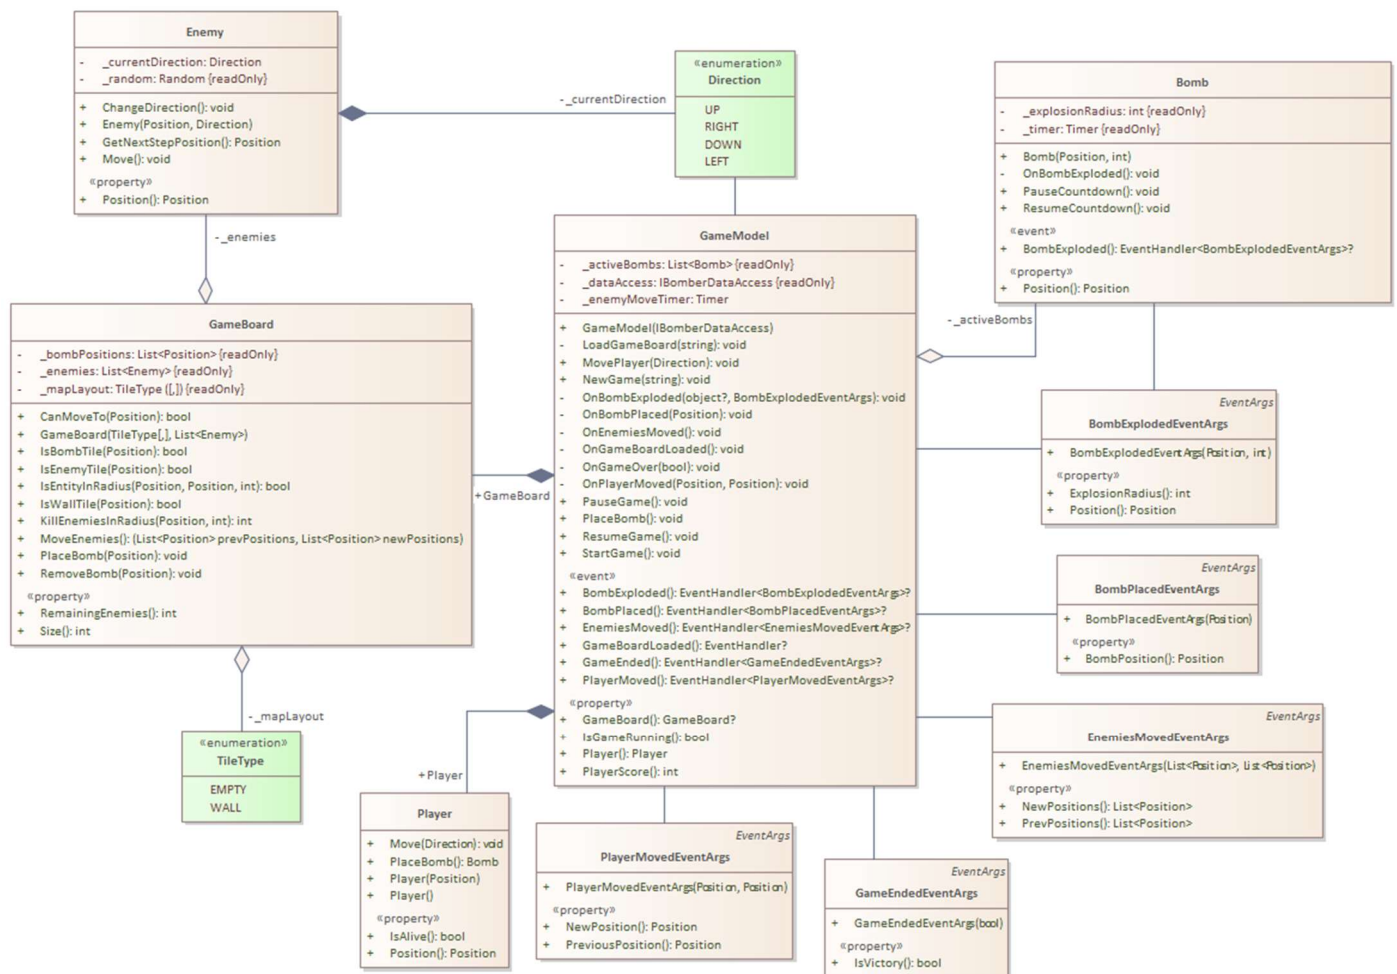 Enemy
- _currentDirection: Direction
- _random: Random {readOnly}
+ ChangeDirection(): void
+ Enemy(Position, Direction)
+ GetNextStepPosition(): Position
+ Move(): void
«property»
+ Position(): Position
- _currentDirection
«enumeration»
Direction
UP
RIGHT
DOWN
LEFT
Bomb
- _explosionRadius: int {readOnly}
- _timer: Timer {readOnly}
+ Bomb(Position, int)
- OnBombExploded(): void
+ PauseCountdown(): void
+ ResumeCountdown(): void
«event»
+ BombExploded(): EventHandler<BombExplodedEventArgs>?
«property»
+ Position(): Position
- _enemies
- _activeBombs
GameBoard
- _bombPositions: List<Position> {readOnly}
- _enemies: List<Enemy> {readOnly}
- _mapLayout: TileType ([,]) {readOnly}
+ CanMoveTo(Position): bool
+ GameBoard(TileType[,], List<Enemy>)
+ IsBombTile(Position): bool
+ IsEnemyTile(Position): bool
+ IsEntityInRadius(Position, Position, int): bool
+ IsWallTile(Position): bool
+ KillEnemiesInRadius(Position, int): int
+ MoveEnemies(): (List<Position> prevPositions, List<Position> newPositions)
+ PlaceBomb(Position): void
+ RemoveBomb(Position): void
«property»
+ RemainingEnemies(): int
+ Size(): int
+GameBoard
GameModel
- _activeBombs: List<Bomb> {readOnly}
- _dataAccess: IBomberDataAccess {readOnly}
- _enemyMoveTimer: Timer
+ GameModel(IBomberDataAccess)
- LoadGameBoard(string): void
+ MovePlayer(Direction): void
+ NewGame(string): void
- OnBombExploded(object?, BombExplodedEventArgs): void
- OnBombPlaced(Position): void
- OnEnemiesMoved(): void
- OnGameBoardLoaded(): void
- OnGameOver(bool): void
- OnPlayerMoved(Position, Position): void
+ PauseGame(): void
+ PlaceBomb(): void
+ ResumeGame(): void
+ StartGame(): void
«event»
+ BombExploded(): EventHandler<BombExplodedEventArgs>?
+ BombPlaced(): EventHandler<BombPlacedEventArgs>?
+ EnemiesMoved(): EventHandler<EnemiesMovedEventArgs>?
+ GameBoardLoaded(): EventHandler?
+ GameEnded(): EventHandler<GameEndedEventArgs>?
+ PlayerMoved(): EventHandler<PlayerMovedEventArgs>?
«property»
+ GameBoard(): GameBoard?
+ IsGameRunning(): bool
+ Player(): Player
+ PlayerScore(): int
EventArgs
BombExplodedEventArgs
+ BombExplodedEventArgs(Position, int)
«property»
+ ExplosionRadius(): int
+ Position(): Position
EventArgs
BombPlacedEventArgs
+ BombPlacedEventArgs(Position)
«property»
+ BombPosition(): Position
EventArgs
EnemiesMovedEventArgs
+ EnemiesMovedEventArgs(List<Position>, List<Position>)
«property»
+ NewPositions(): List<Position>
+ PrevPositions(): List<Position>
- _mapLayout
«enumeration»
TileType
EMPTY
WALL
+Player
Player
+ Move(Direction): void
+ PlaceBomb(): Bomb
+ Player(Position)
+ Player()
«property»
+ IsAlive(): bool
+ Position(): Position
EventArgs
PlayerMovedEventArgs
+ PlayerMovedEventArgs(Position, Position)
«property»
+ NewPosition(): Position
+ PreviousPosition(): Position
EventArgs
GameEndedEventArgs
+ GameEndedEventArgs(bool)
«property»
+ IsVictory(): bool